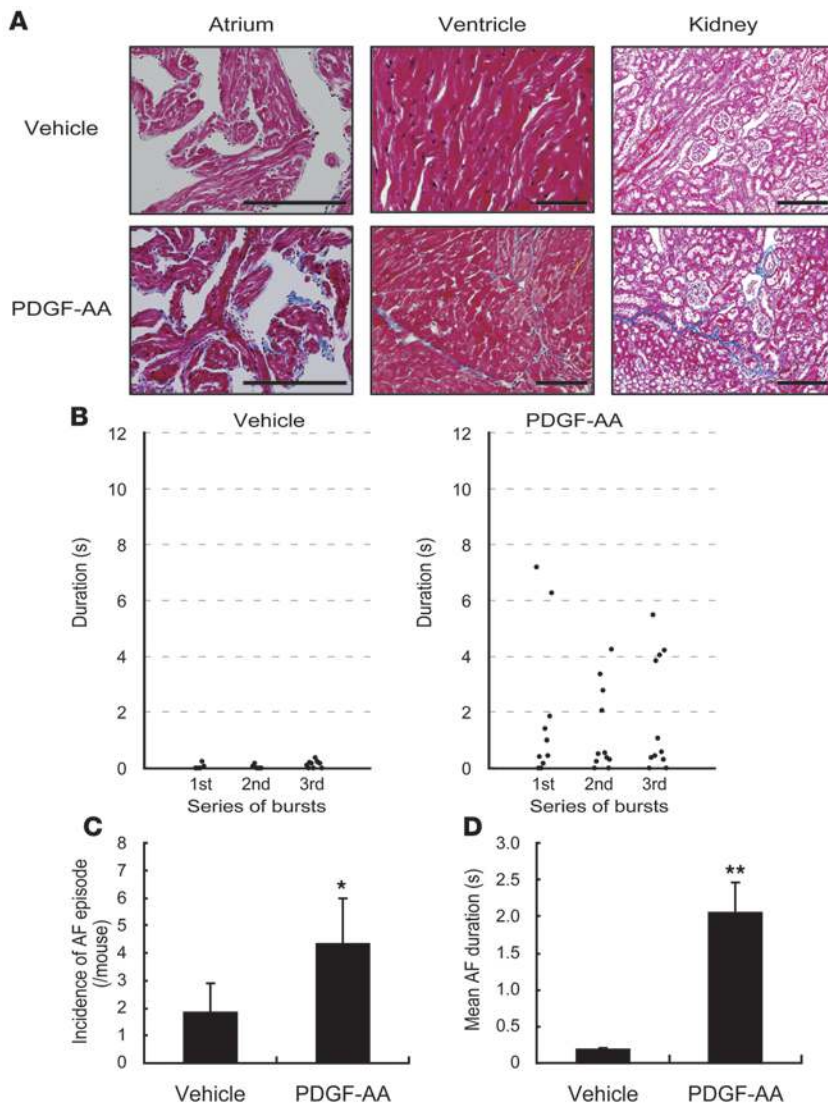 A
Atrium Ventricle Kidney
Vehicle
PDGF-AA
B
Vehicle
12
10
8
6
4
2
0
Duration (s)
1st 2nd 3rd
Series of bursts
PDGF-AA
12
10
8
6
4
2
0
Duration (s)
1st 2nd 3rd
Series of bursts
C
8
7
6
5
4
3
2
1
0
Incidence of AF episode
(/mouse)
*
Vehicle PDGF-AA
D
3.0
2.5
2.0
1.5
1.0
0.5
0
Mean AF duration (s)
**
Vehicle PDGF-AA